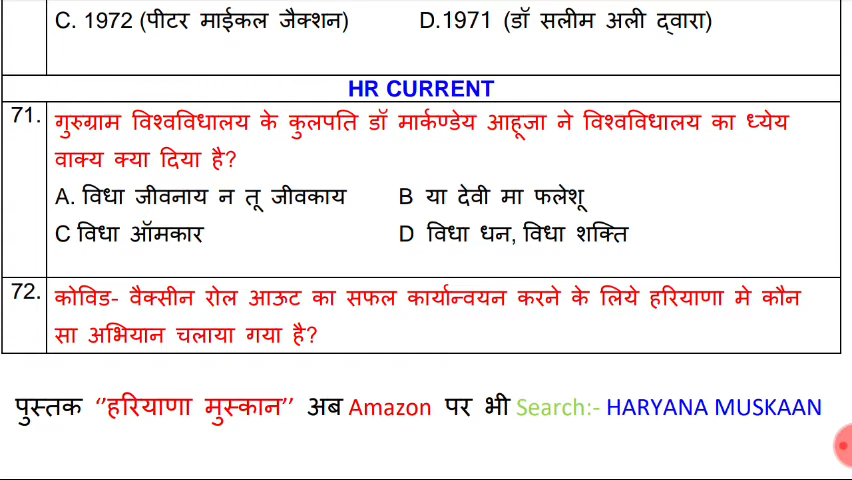 C. 1972 (पीटर माईकल जैक्शन) D.1971 (डॉ सलीम अली द्वारा)
HR CURRENT
71. गुरुग्राम विश्वविधालय के कुलपति डॉ मार्कण्डेय आहूजा ने विश्वविधालय का ध्येय
वाक्य क्या दिया है?
A. विधा जीवनाय न तू जीवकाय B या देवी मा फलेशू
C विधा ऑमकार D विधा धन, विधा शक्ति
72. कोविड- वैक्सीन रोल आऊट का सफल कार्यान्वयन करने के लिये हरियाणा मे कौन
सा अभियान चलाया गया है?
पुस्तक ‘‘हरियाणा मुस्कान’’ अब Amazon पर भी Search:- HARYANA MUSKAAN